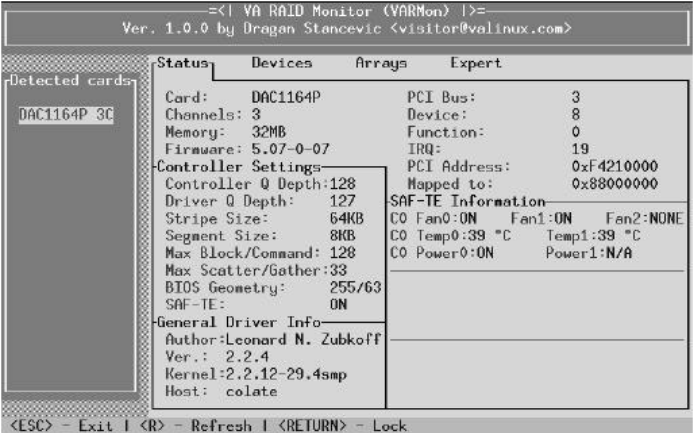 =<| VA RAID Monitor (VARMon) |>=
Ver. 1.0.0 by Dragan Stancevic <visitor@valinux.com>
Detected cards
DAC1164P 3C
Status Devices Arrays Expert
Card: DAC1164P
Channels: 3
Memory: 32MB
Firmware: 5.07-0-07
PCI Bus: 3
Device: 8
Function: 0
IRQ: 19
PCI Address: 0xF4210000
Mapped to: 0x88000000
Controller Settings
Controller Q Depth:128
Driver Q Depth: 127
Stripe Size: 64KB
Segment Size: 8KB
Max Block/Command: 128
Max Scatter/Gather:33
BIOS Geometry: 255/63
SAF-TE: ON
SAF-TE Information
C0 Fan0:ON Fan1:ON Fan2:NONE
C0 Temp0:39 °C Temp1:39 °C
C0 Power0:ON Power1:N/A
General Driver Info
Author:Leonard N. Zubkoff
Ver.: 2.2.4
Kernel:2.2.12-29.4smp
Host: colate
<ESC> - Exit | <R> - Refresh | <RETURN> - Lock